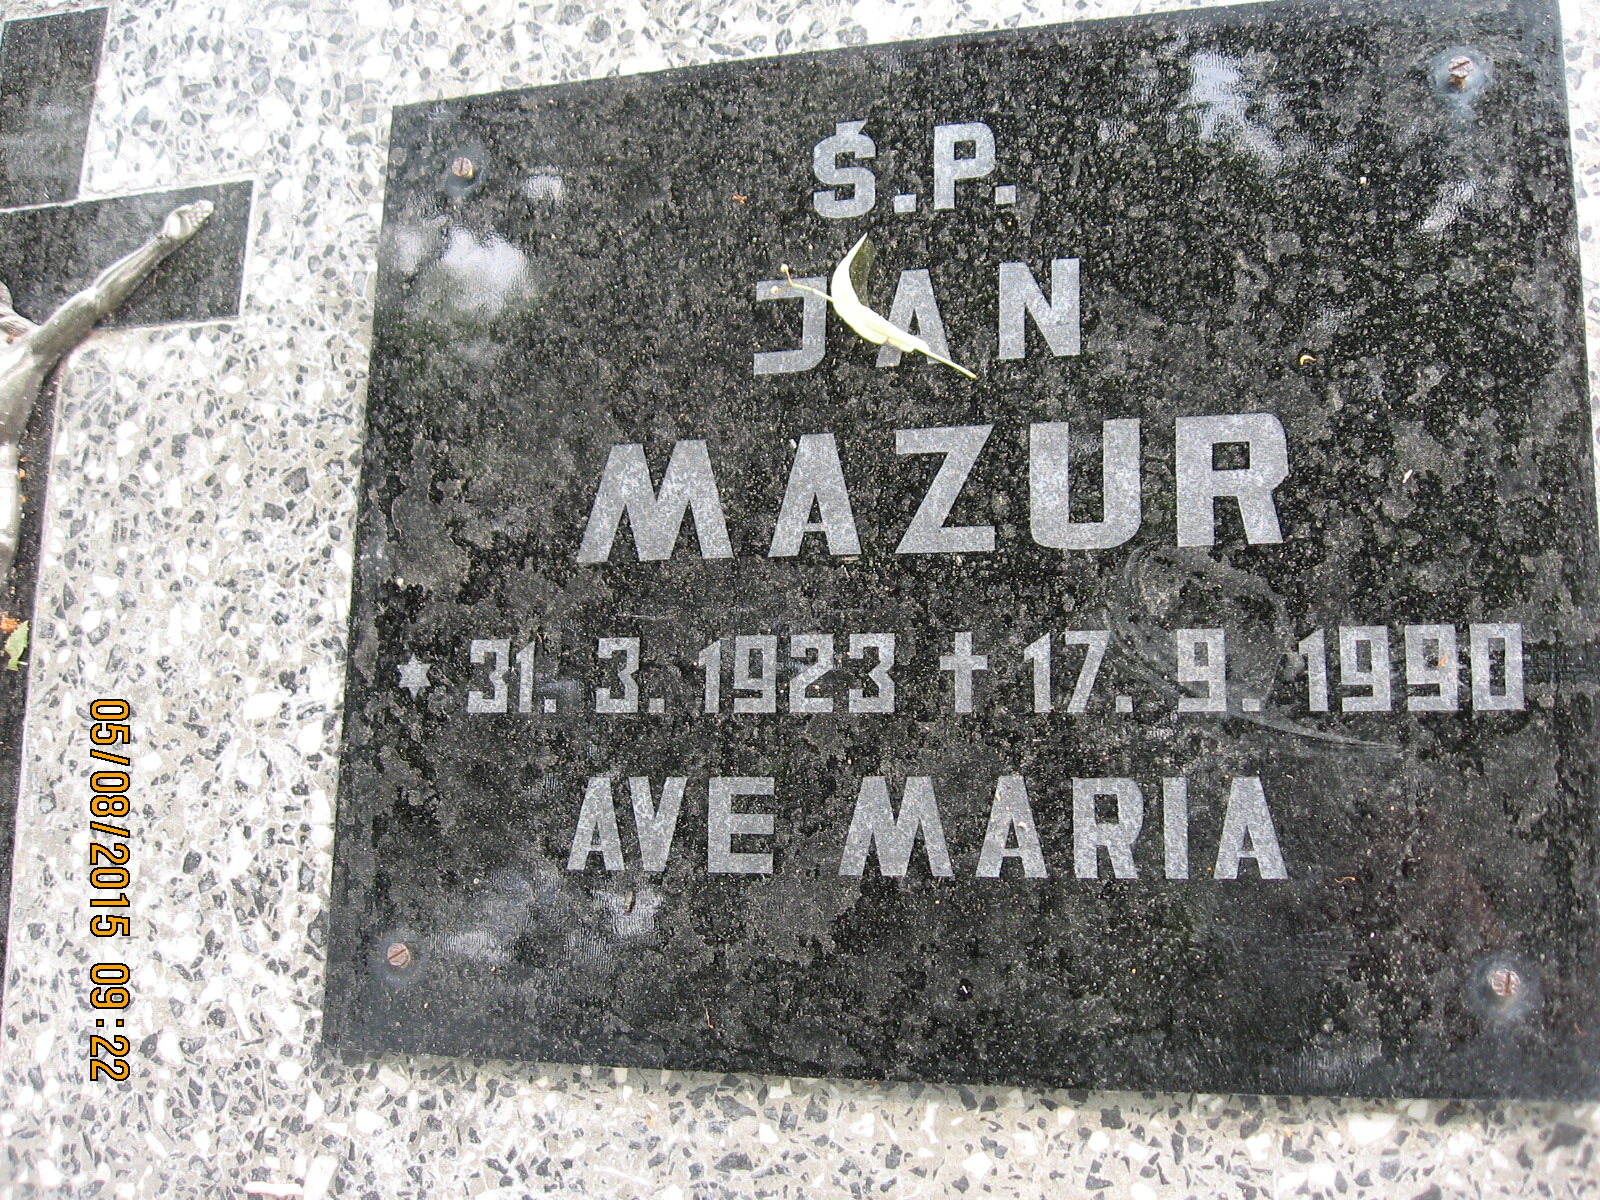 Ś.P.
JAN
MAZUR
* 31. 3. 1923 ✝ 17. 9. 1990
AVE MARIA
05/08/2015 09:22